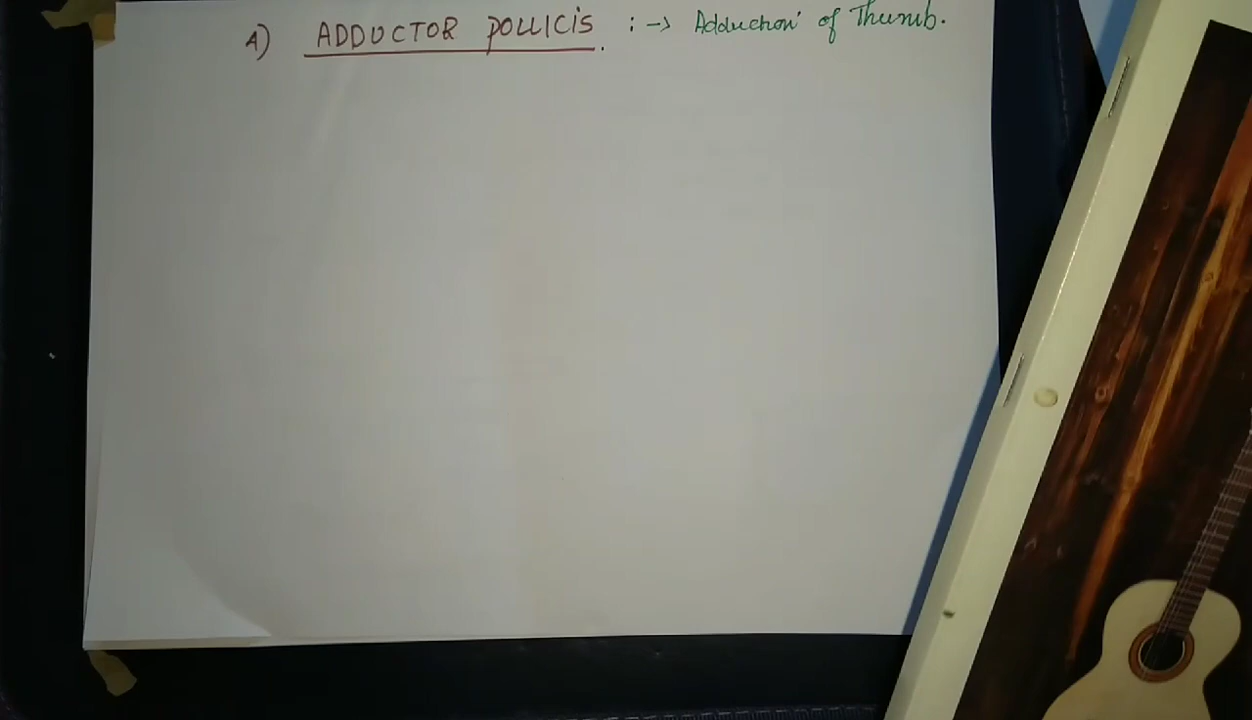 A) ADDUCTOR POLLICIS. :→ Adduction of Thumb.